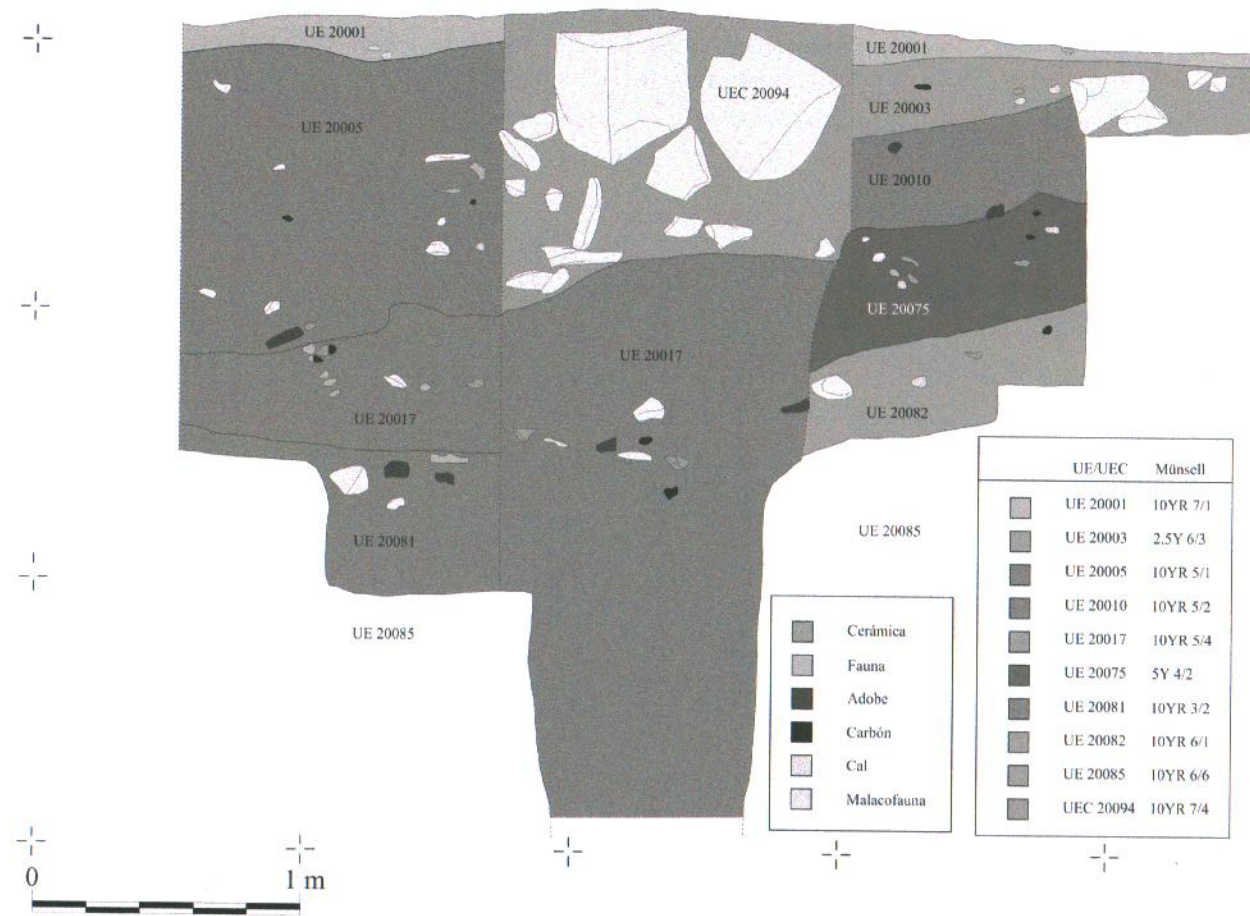 UE 20001
UE 20001
UEC 20094
UE 20003
UE 20005
UE 20010
UE 20075
UE 20017
UE 20017
UE 20082
UE 20081
UE 20085
UE 20085
UE/UEC Münsell
UE 20001 10YR 7/1
UE 20003 2.5Y 6/3
UE 20005 10YR 5/1
UE 20010 10YR 5/2
UE 20017 10YR 5/4
UE 20075 5Y 4/2
UE 20081 10YR 3/2
UE 20082 10YR 6/1
UE 20085 10YR 6/6
UEC 20094 10YR 7/4
Cerámica
Fauna
Adobe
Carbón
Cal
Malacofauna
0 1 m